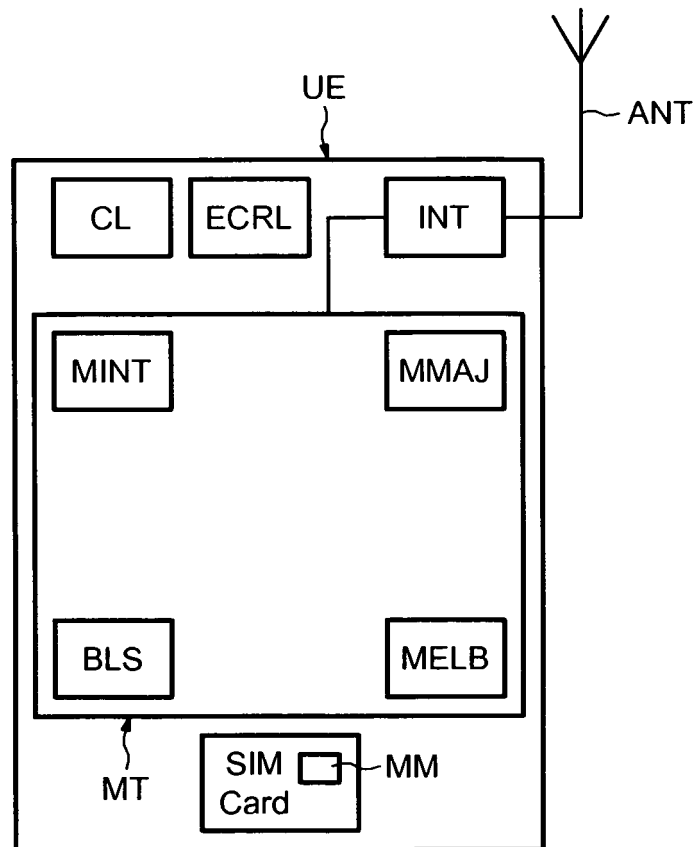 UE
ANT
CL
ECRL
INT
MINT
MMAJ
BLS
MELB
MT
SIM
Card
MM